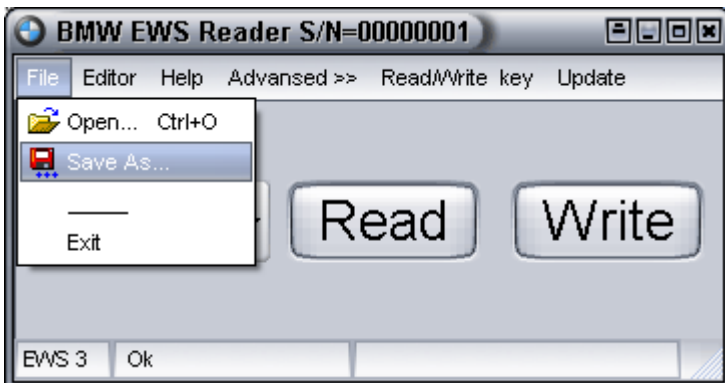 BMW EWS Reader S/N=00000001
File Editor Help Advansed >> Read/Write key Update
Open... Ctrl+O
Save As...
Exit
Read Write
EWS 3 Ok